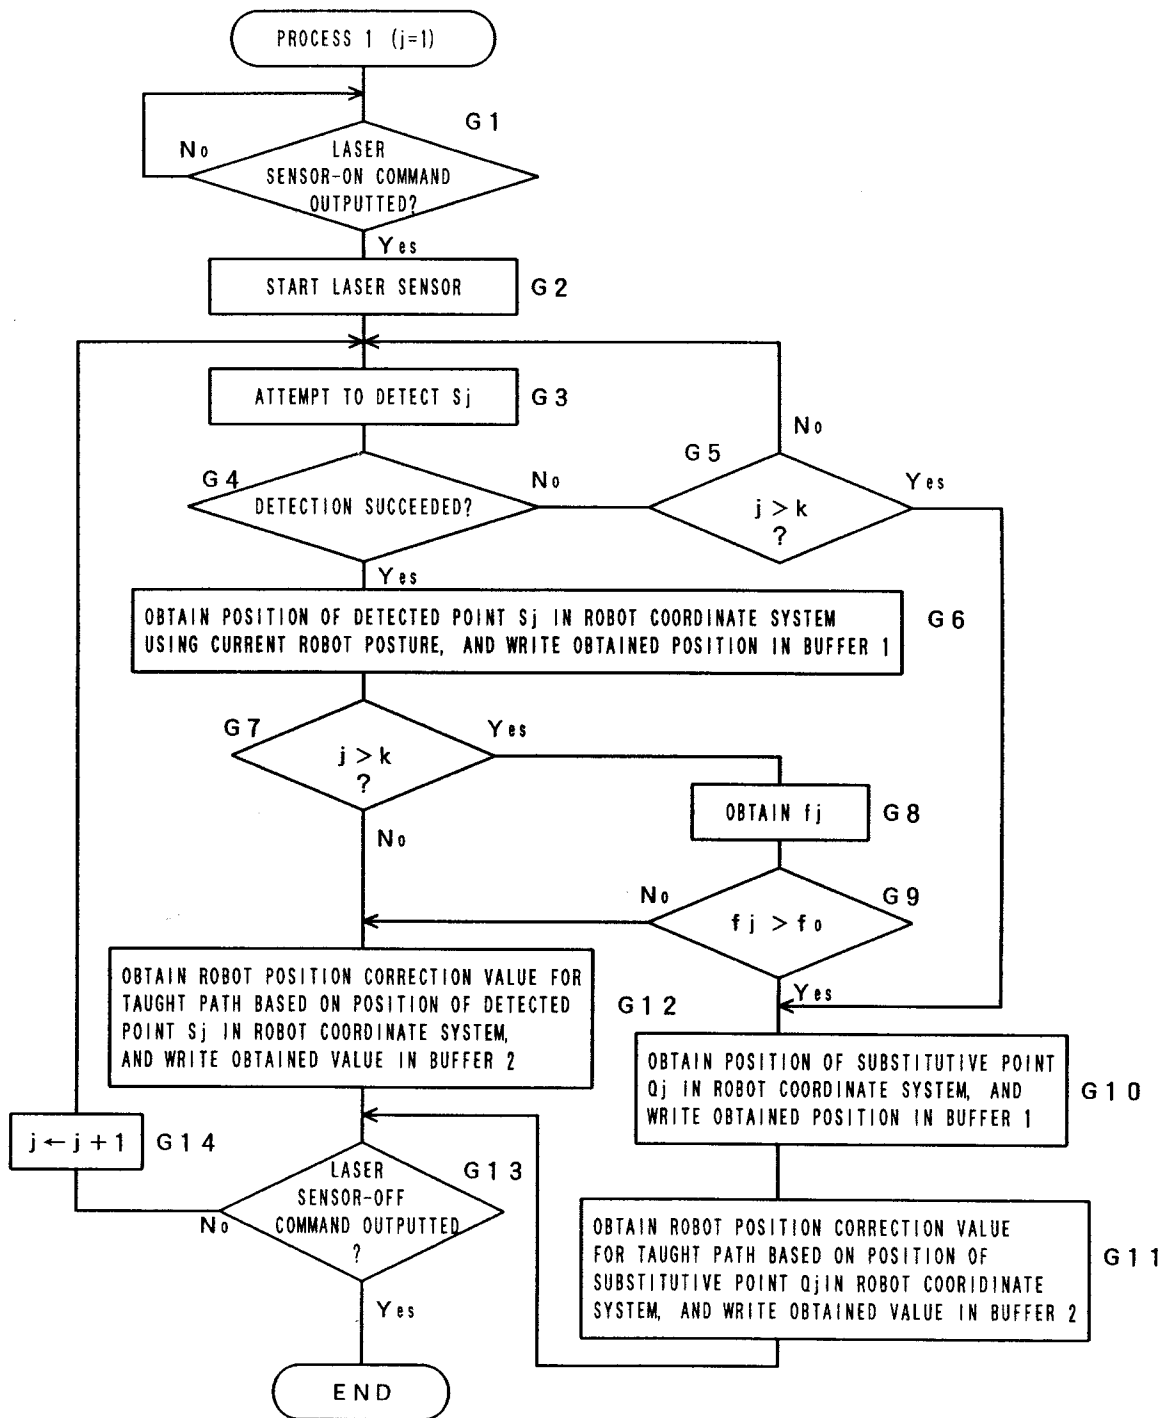 PROCESS 1 (j=1)
G1
No
LASER
SENSOR-ON COMMAND
OUTPUTTED?
Yes
START LASER SENSOR
G2
ATTEMPT TO DETECT Sj
G3
No
G4
DETECTION SUCCEEDED?
No
G5
j > k
?
Yes
Yes
OBTAIN POSITION OF DETECTED POINT Sj IN ROBOT COORDINATE SYSTEM
USING CURRENT ROBOT POSTURE, AND WRITE OBTAINED POSITION IN BUFFER 1
G6
G7
j > k
?
Yes
No
OBTAIN fj
G8
No
G9
fj > fo
Yes
OBTAIN ROBOT POSITION CORRECTION VALUE FOR
TAUGHT PATH BASED ON POSITION OF DETECTED
POINT Sj IN ROBOT COORDINATE SYSTEM,
AND WRITE OBTAINED VALUE IN BUFFER 2
G12
OBTAIN POSITION OF SUBSTITUTIVE POINT
Qj IN ROBOT COORDINATE SYSTEM, AND
WRITE OBTAINED POSITION IN BUFFER 1
G10
j ← j + 1
G14
LASER
SENSOR-OFF
COMMAND OUTPUTTED
?
G13
No
Yes
OBTAIN ROBOT POSITION CORRECTION VALUE
FOR TAUGHT PATH BASED ON POSITION OF
SUBSTITUTIVE POINT QjIN ROBOT COORIDINATE
SYSTEM, AND WRITE OBTAINED VALUE IN BUFFER 2
G11
END